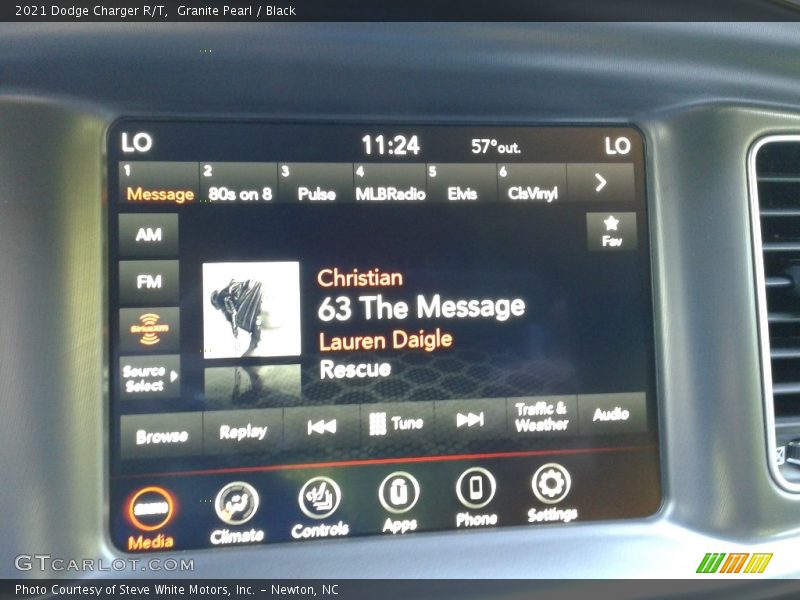 2021 Dodge Charger R/T,  Granite Pearl / Black
LO 11:24 57°out. LO
1 Message 2 80s on 8 3 Pulse 4 MLBRadio 5 Elvis 6 ClsVinyl
AM
Fav
FM
Christian
63 The Message
SiriusXM
Lauren Daigle
Rescue
Source
Select
Browse Replay Tune Traffic &
Weather Audio
Media Climate Controls Apps Phone Settings
GTCARLOT.COM
Photo Courtesy of Steve White Motors, Inc. – Newton, NC